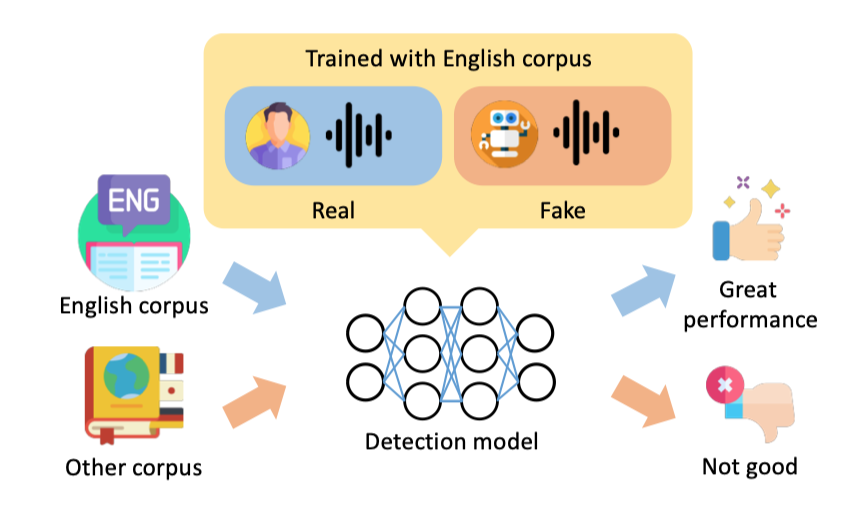 Trained with English corpus
Real
Fake
ENG
English corpus
Great
performance
Detection model
Other corpus
Not good